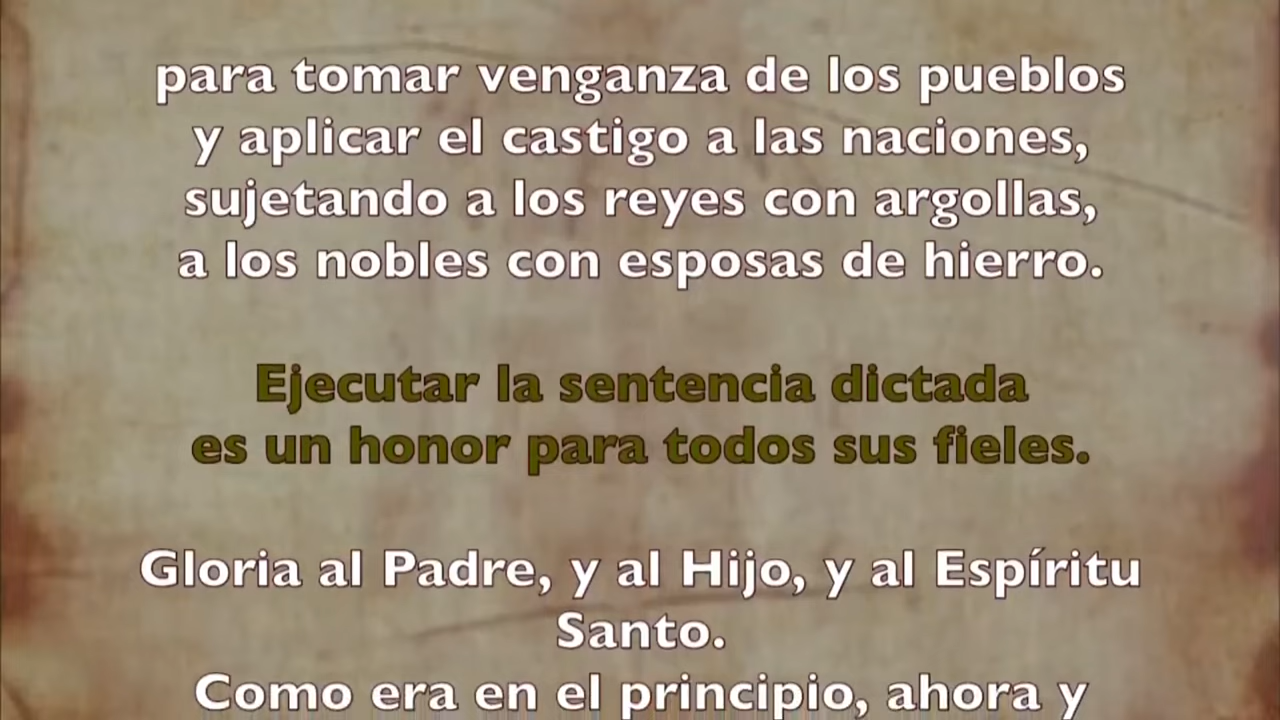 para tomar venganza de los pueblos
y aplicar el castigo a las naciones,
sujetando a los reyes con argollas,
a los nobles con esposas de hierro.
Ejecutar la sentencia dictada
es un honor para todos sus fieles.
Gloria al Padre, y al Hijo, y al Espíritu
Santo.
Como era en el principio, ahora y